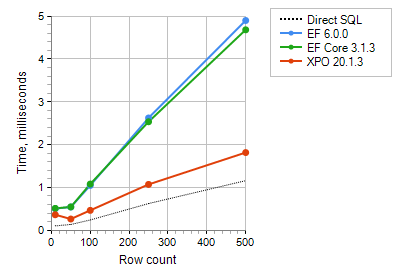 Direct SQL
EF 6.0.0
EF Core 3.1.3
XPO 20.1.3
Time, milliseconds
5
4
3
2
1
0
0 100 200 300 400 500
Row count